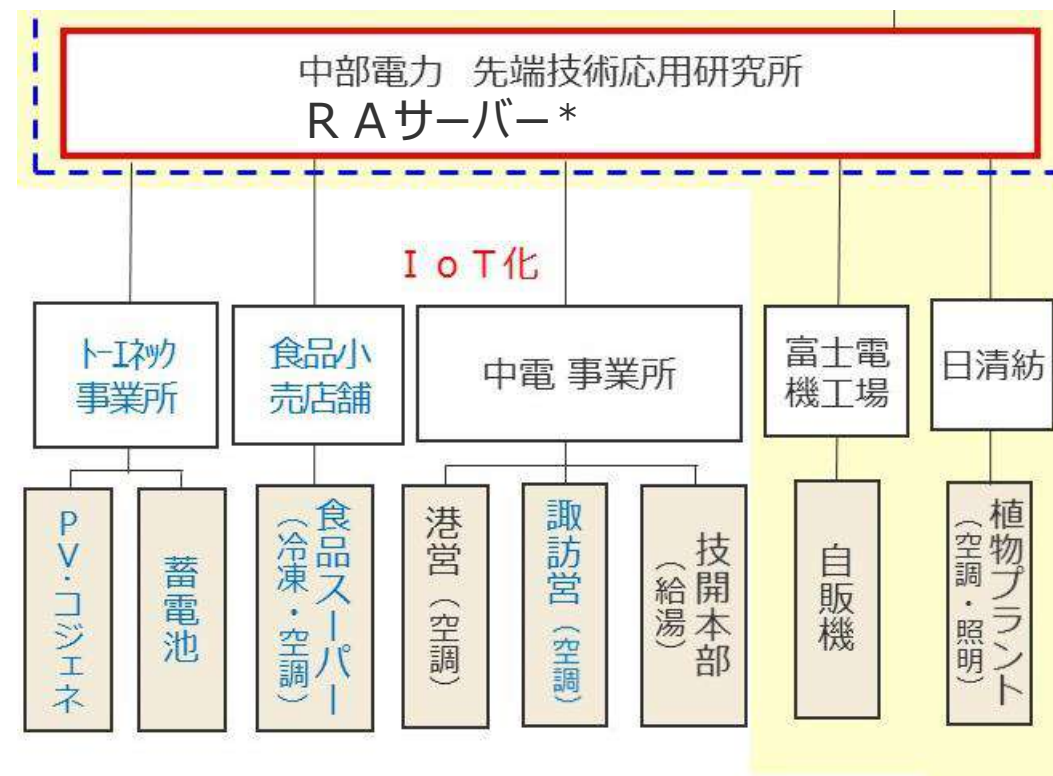 中部電力 先端技術応用研究所
RAサーバー*
IoT化
トーエネック
事業所
食品小
売店舗
中電 事業所
富士電
機工場
日清紡
PV・コジェネ
蓄電池
食品スーパー
(冷凍・空調)
港営(空調)
諏訪営(空調)
技開本部
(給湯)
自販機
植物プラント
(空調・照明)